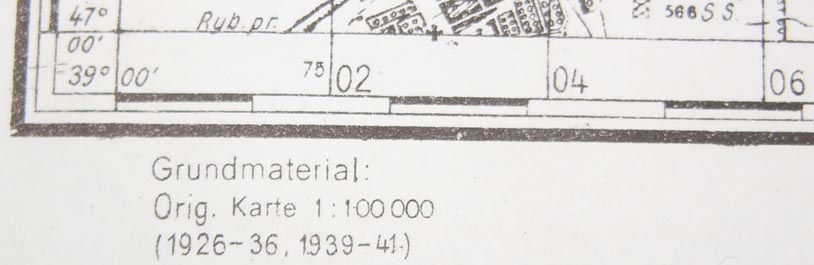 47° Ryb. pr. 566 S S.
00'
39° 00' 75 02 04 06
Grundmaterial:
Orig. Karte 1:100 000
(1926-36, 1939-41)